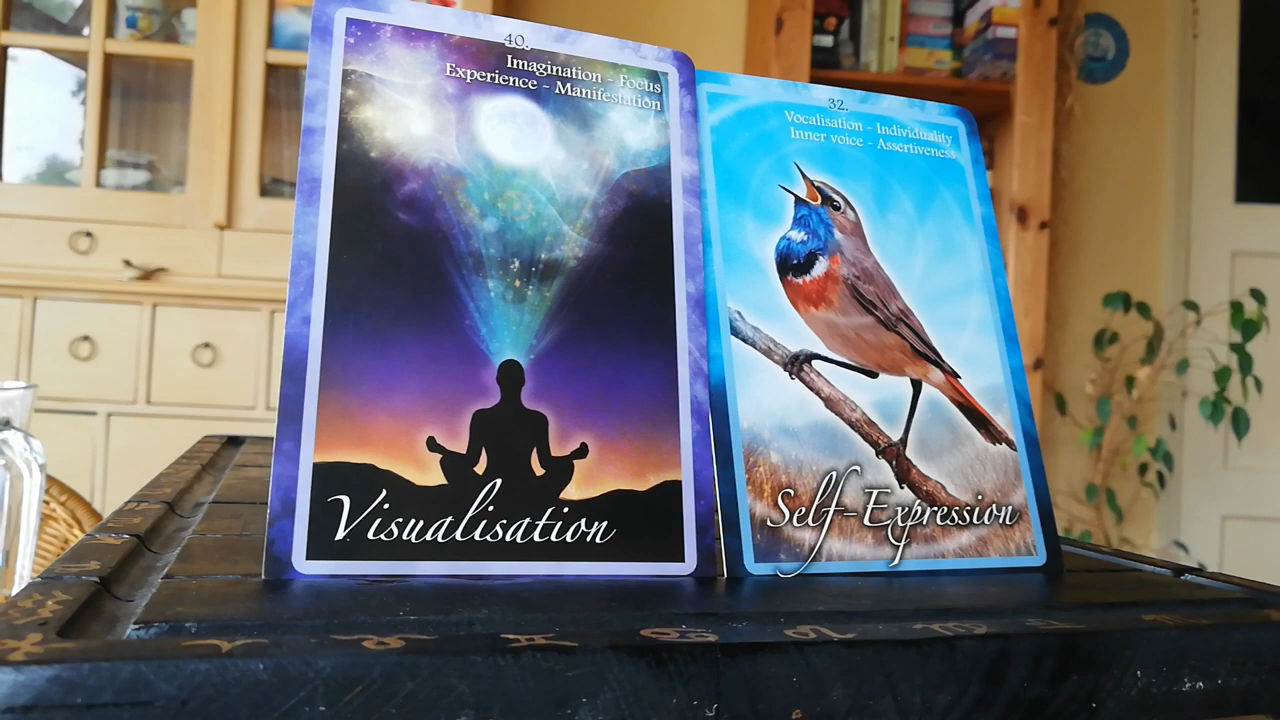 40.
Imagination - Focus
Experience - Manifestation
Visualisation
32.
Vocalisation - Individuality
Inner voice - Assertiveness
Self-Expression